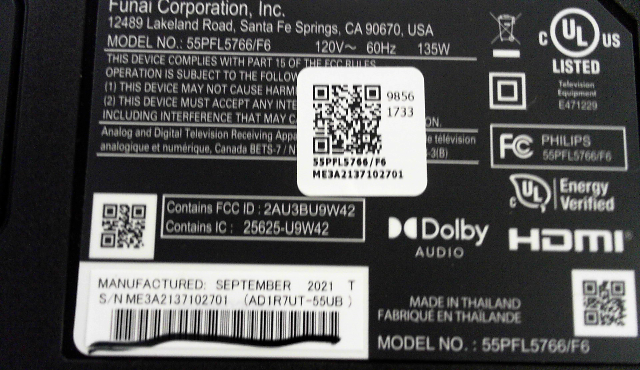 Funai Corporation, Inc.
12489 Lakeland Road, Santa Fe Springs, CA 90670, USA
MODEL NO.: 55PFL5766/F6 120V~ 60Hz 135W
THIS DEVICE COMPLIES WITH PART 15 OF THE FCC RULES
OPERATION IS SUBJECT TO THE
(1) THIS DEVICE MAY NOT CAUSE
(2) THIS DEVICE MUST ACCEPT ANY
INCLUDING INTERFERENCE THAT MAY
Analog and Digital Television Receiving
télévision
analogique et numérique, Canada BETS-7 /
-3(B)
9856
1733
55PFL5766/F6
ME3A2137102701
C UL US
LISTED
Television
Equipment
E471229
FC PHILIPS
55PFL5766/F6
UL Energy
Verified
Contains FCC ID : 2AU3BU9W42
Contains IC : 25625-U9W42
Dolby
AUDIO
HDMI
MANUFACTURED: SEPTEMBER 2021 T
S/N ME3A2137102701 (AD1R7UT-55UB )
MADE IN THAILAND
FABRIQUÉ EN THAÏLANDE
MODEL NO. : 55PFL5766/F6